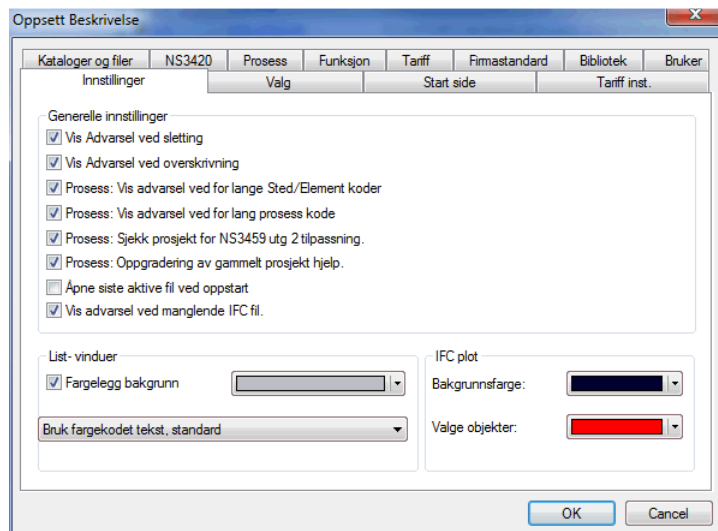 Oppsett Beskrivelse
Kataloger og filer NS3420 Prosess Funksjon Tariff Firmastandard Bibliotek Bruker
Innstillinger Valg Start side Tariff inst.
Generelle innstillinger
Vis Advarsel ved sletting
Vis Advarsel ved overskrivning
Prosess: Vis advarsel ved for lange Sted/Element koder
Prosess: Vis advarsel ved for lang prosess kode
Prosess: Sjekk prosjekt for NS3459 utg 2 tilpassning.
Prosess: Oppgradering av gammelt prosjekt hjelp.
Åpne siste aktive fil ved oppstart
Vis advarsel ved manglende IFC fil.
List- vinduer
Fargelegg bakgrunn
Bruk fargekodet tekst, standard
IFC plot
Bakgrunnsfarge:
Valge objekter:
OK Cancel